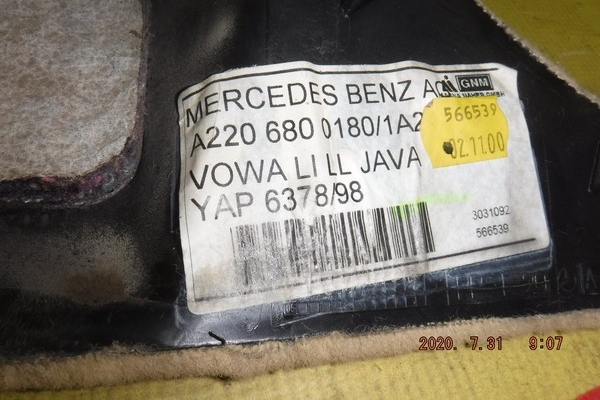 MERCEDES BENZ AG
GNM
A220 680 0180/1A2
566539
02.11.00
VOWA LI LL JAVA
YAP 6378/98
3031092
566539
2020. 7.31 9:07